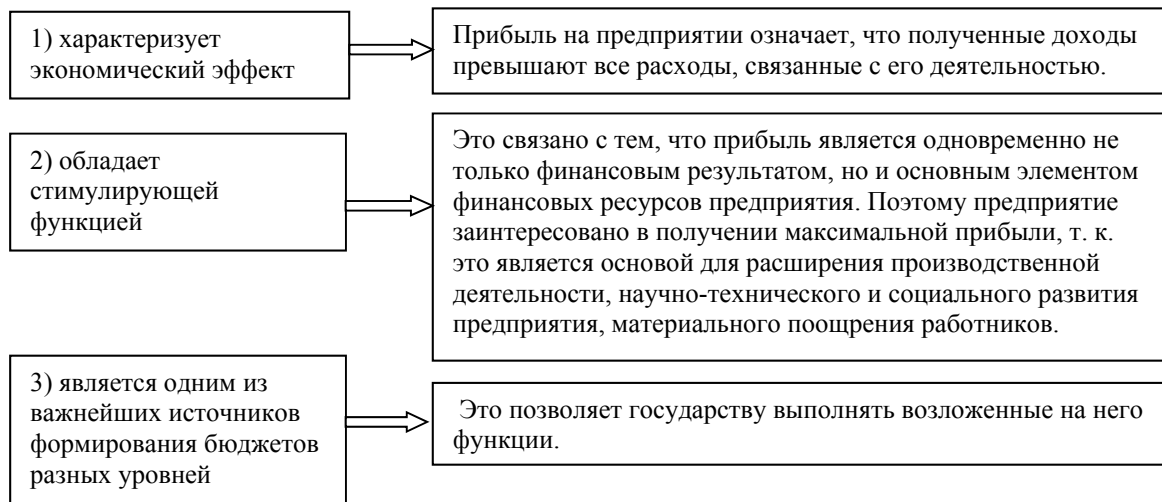 1) характеризует
экономический эффект
Прибыль на предприятии означает, что полученные доходы
превышают все расходы, связанные с его деятельностью.
2) обладает
стимулирующей
функцией
Это связано с тем, что прибыль является одновременно не
только финансовым результатом, но и основным элементом
финансовых ресурсов предприятия. Поэтому предприятие
заинтересовано в получении максимальной прибыли, т. к.
это является основой для расширения производственной
деятельности, научно-технического и социального развития
предприятия, материального поощрения работников.
3) является одним из
важнейших источников
формирования бюджетов
разных уровней
Это позволяет государству выполнять возложенные на него
функции.